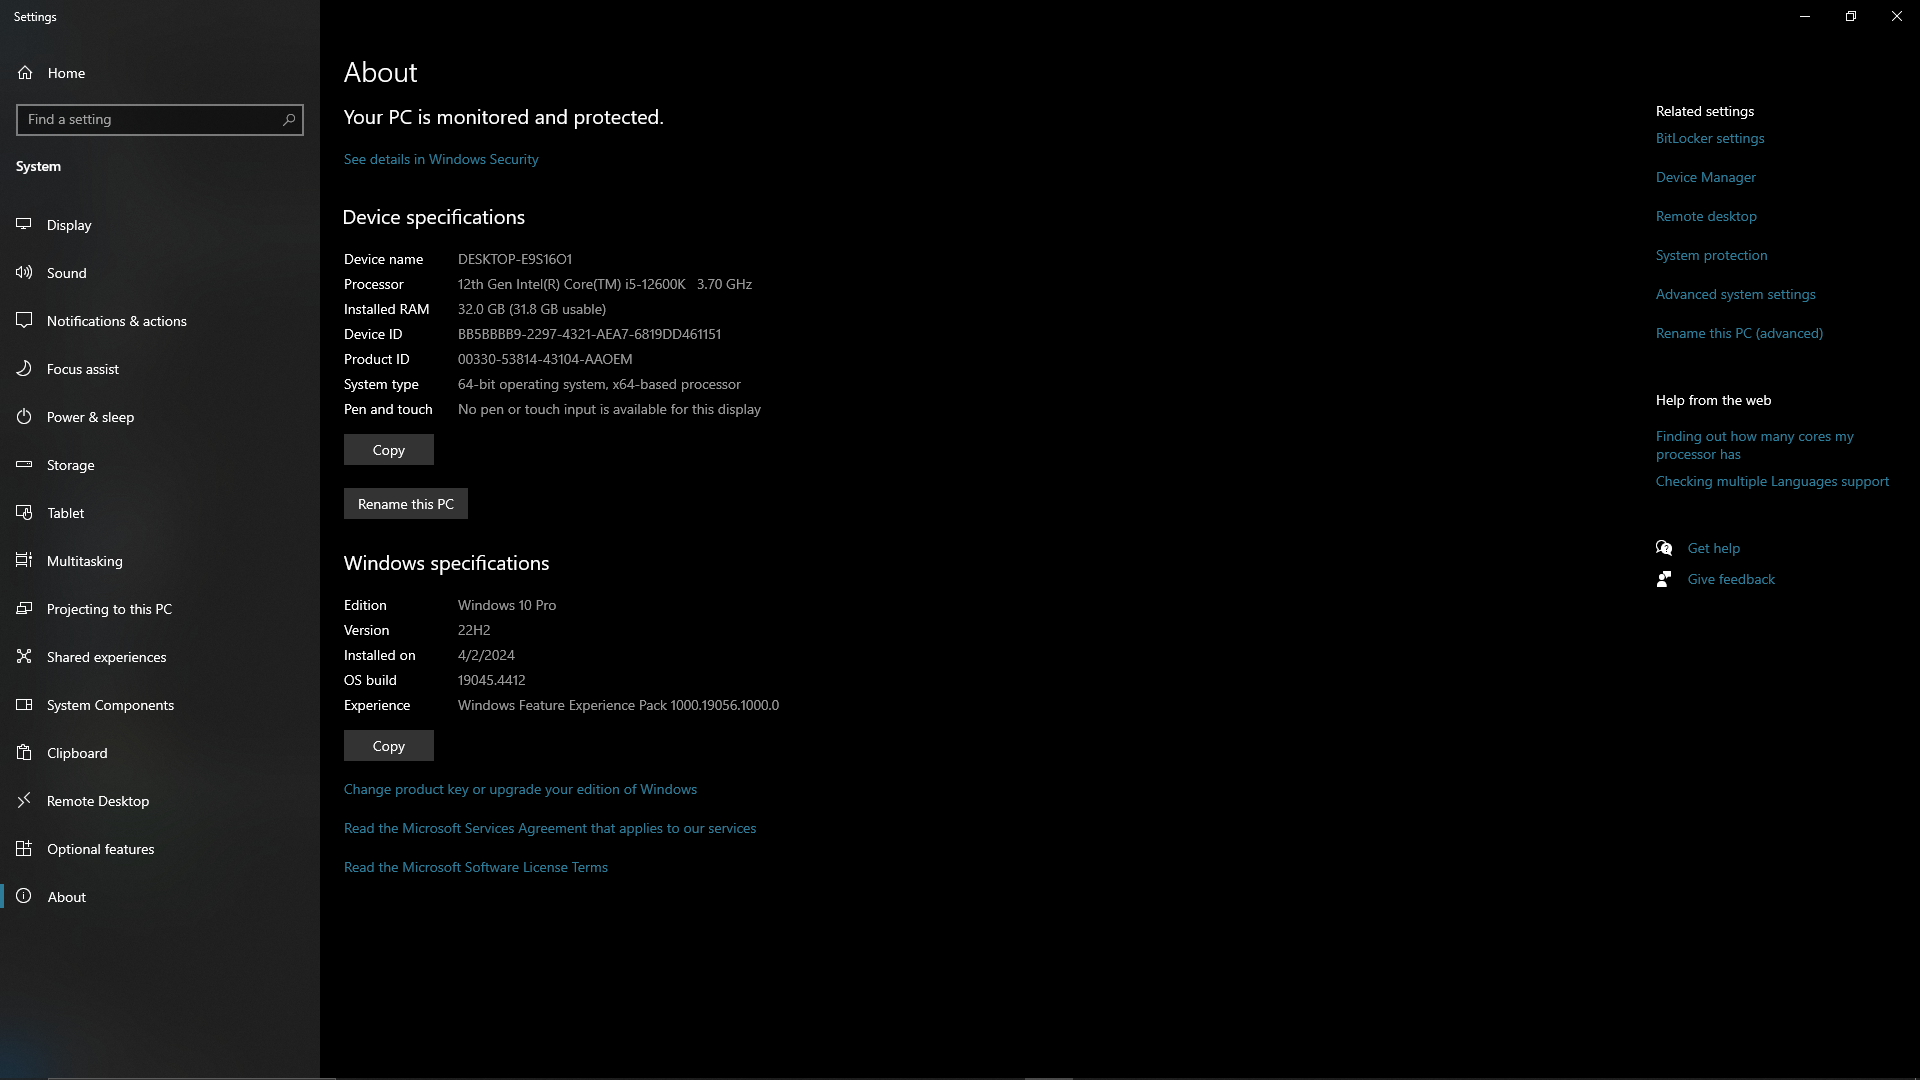 Settings
Home
Find a setting
System
Display
Sound
Notifications & actions
Focus assist
Power & sleep
Storage
Tablet
Multitasking
Projecting to this PC
Shared experiences
System Components
Clipboard
Remote Desktop
Optional features
About
About
Your PC is monitored and protected.
See details in Windows Security
Device specifications
Device name DESKTOP-E9S16O1
Processor 12th Gen Intel(R) Core(TM) i5-12600K 3.70 GHz
Installed RAM 32.0 GB (31.8 GB usable)
Device ID BB5BBBB9-2297-4321-AEA7-6819DD461151
Product ID 00330-53814-43104-AAOEM
System type 64-bit operating system, x64-based processor
Pen and touch No pen or touch input is available for this display
Copy
Rename this PC
Windows specifications
Edition Windows 10 Pro
Version 22H2
Installed on 4/2/2024
OS build 19045.4412
Experience Windows Feature Experience Pack 1000.19056.1000.0
Copy
Change product key or upgrade your edition of Windows
Read the Microsoft Services Agreement that applies to our services
Read the Microsoft Software License Terms
Related settings
BitLocker settings
Device Manager
Remote desktop
System protection
Advanced system settings
Rename this PC (advanced)
Help from the web
Finding out how many cores my
processor has
Checking multiple Languages support
Get help
Give feedback